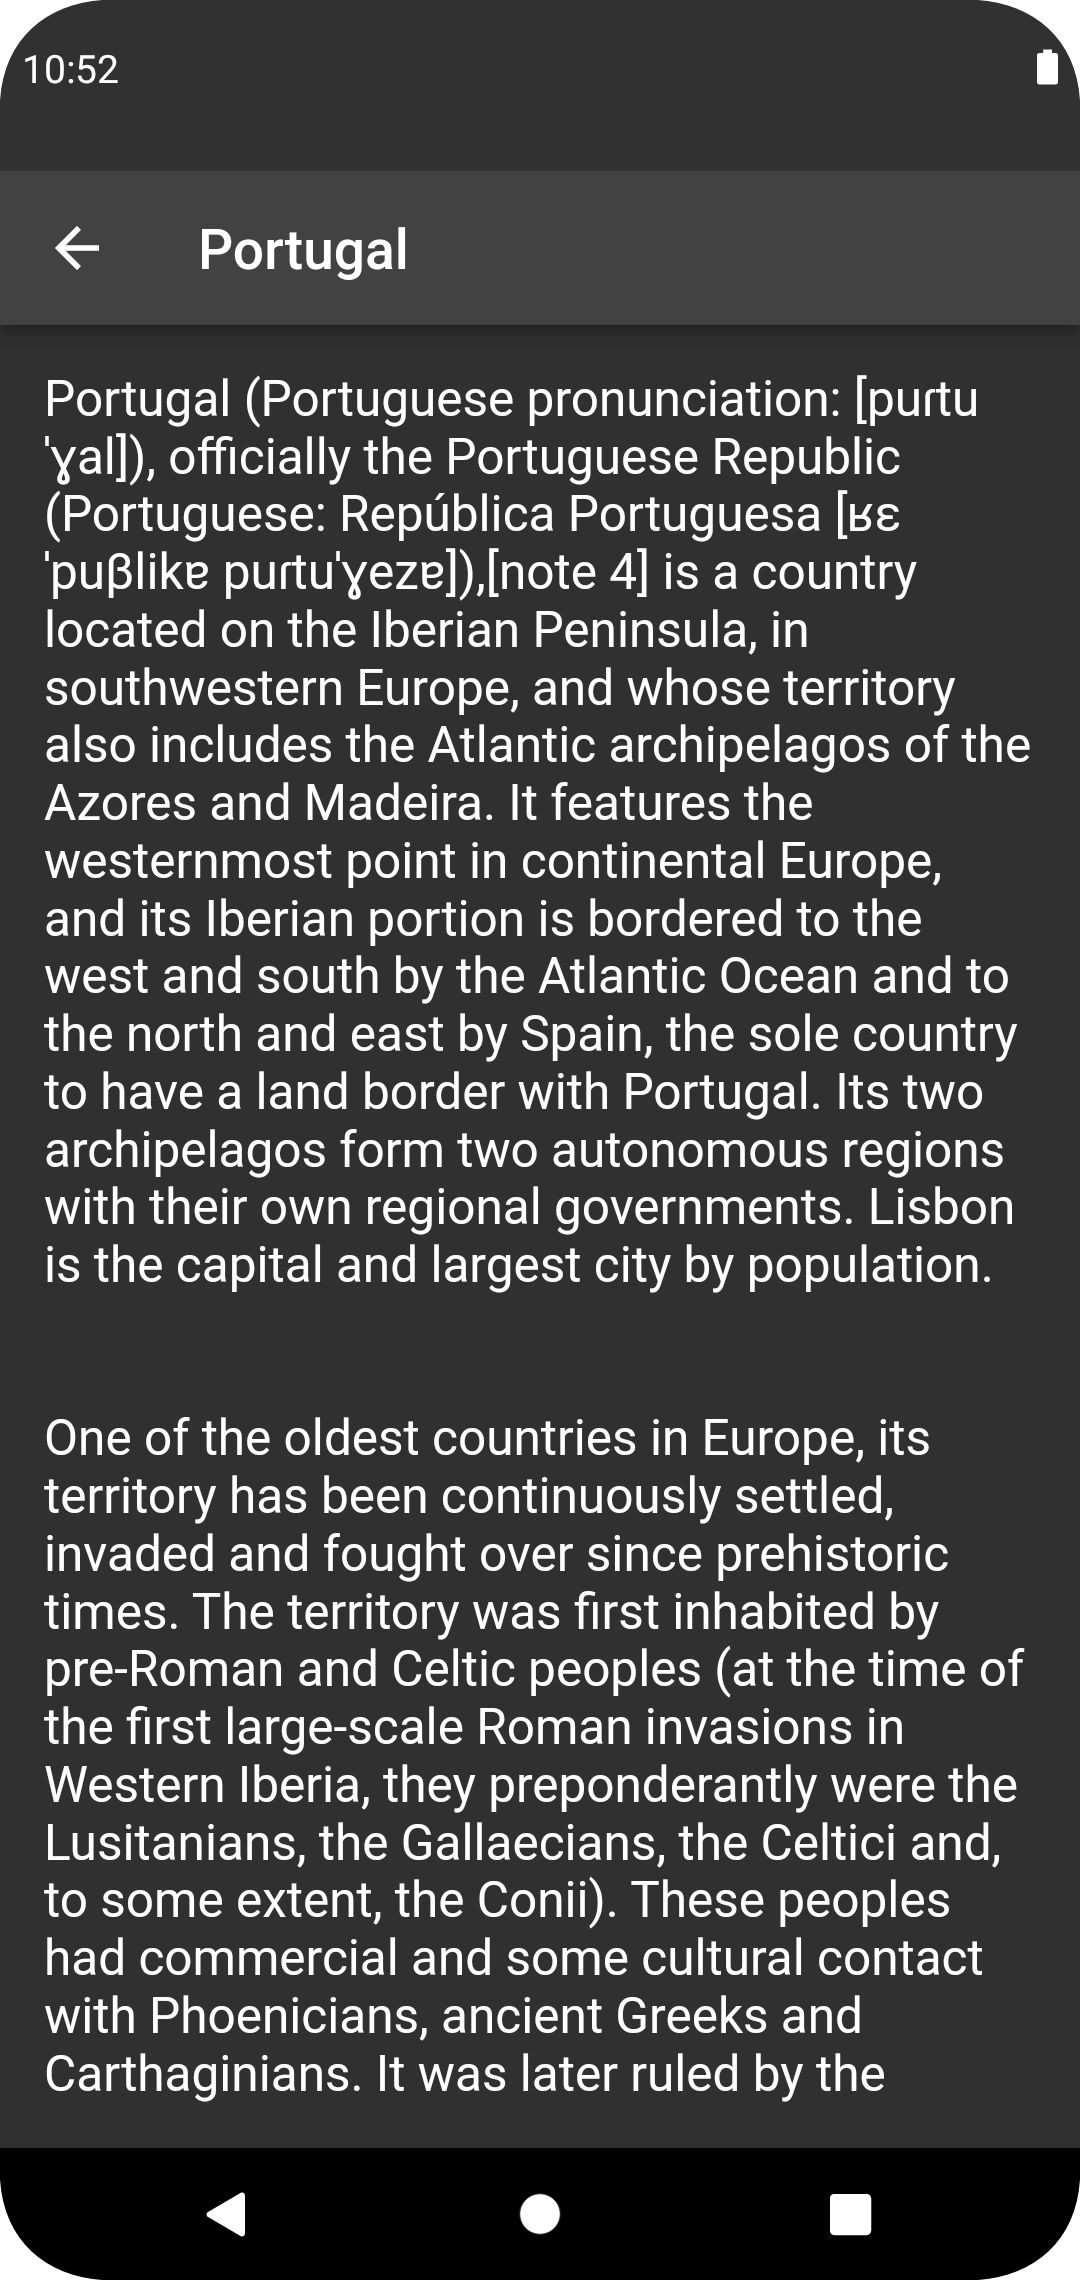 10:52
Portugal
Portugal (Portuguese pronunciation: [puɾtu
ˈɣal]), officially the Portuguese Republic
(Portuguese: República Portuguesa [ʁɛ
ˈpuβlikɐ puɾtuˈɣezɐ]),[note 4] is a country
located on the Iberian Peninsula, in
southwestern Europe, and whose territory
also includes the Atlantic archipelagos of the
Azores and Madeira. It features the
westernmost point in continental Europe,
and its Iberian portion is bordered to the
west and south by the Atlantic Ocean and to
the north and east by Spain, the sole country
to have a land border with Portugal. Its two
archipelagos form two autonomous regions
with their own regional governments. Lisbon
is the capital and largest city by population.
One of the oldest countries in Europe, its
territory has been continuously settled,
invaded and fought over since prehistoric
times. The territory was first inhabited by
pre-Roman and Celtic peoples (at the time of
the first large-scale Roman invasions in
Western Iberia, they preponderantly were the
Lusitanians, the Gallaecians, the Celtici and,
to some extent, the Conii). These peoples
had commercial and some cultural contact
with Phoenicians, ancient Greeks and
Carthaginians. It was later ruled by the